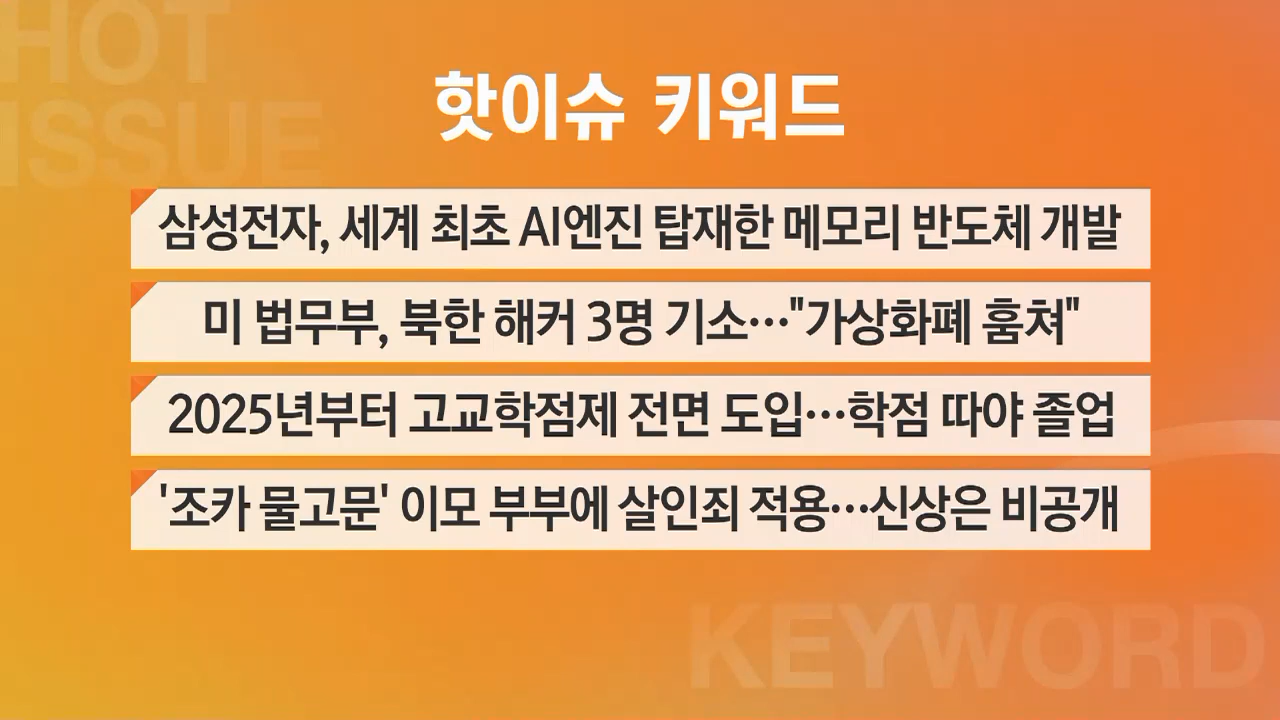 HOT
ISSUE
핫이슈 키워드
삼성전자, 세계 최초 AI엔진 탑재한 메모리 반도체 개발
미 법무부, 북한 해커 3명 기소…"가상화폐 훔쳐"
2025년부터 고교학점제 전면 도입…학점 따야 졸업
'조카 물고문' 이모 부부에 살인죄 적용…신상은 비공개
KEYWORD